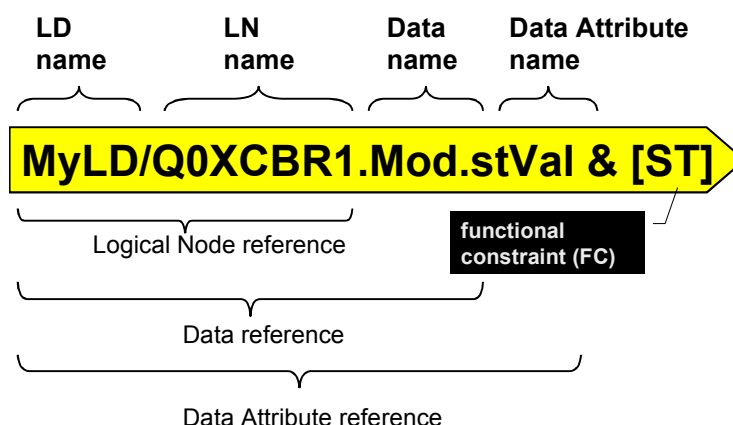 LD name
LN name
Data name
Data Attribute name
MyLD/Q0XCBR1.Mod.stVal & [ST]
Logical Node reference
functional
constraint (FC)
Data reference
Data Attribute reference